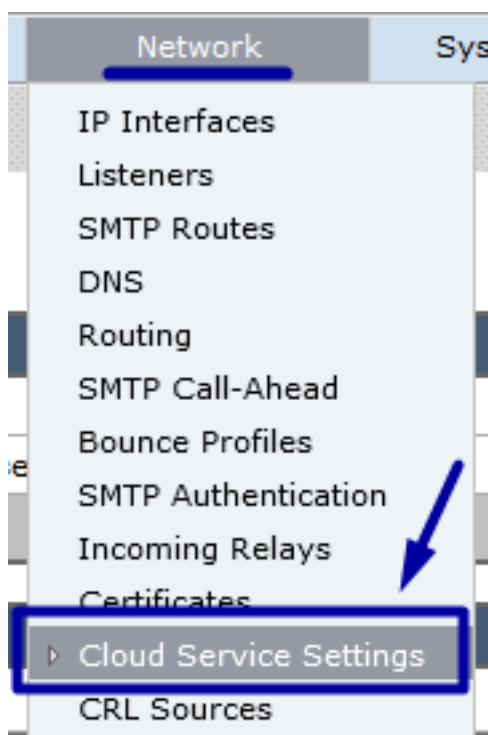 Network
Sys
IP Interfaces
Listeners
SMTP Routes
DNS
Routing
SMTP Call-Ahead
Bounce Profiles
se
SMTP Authentication
Incoming Relays
Certificates
Cloud Service Settings
CRL Sources